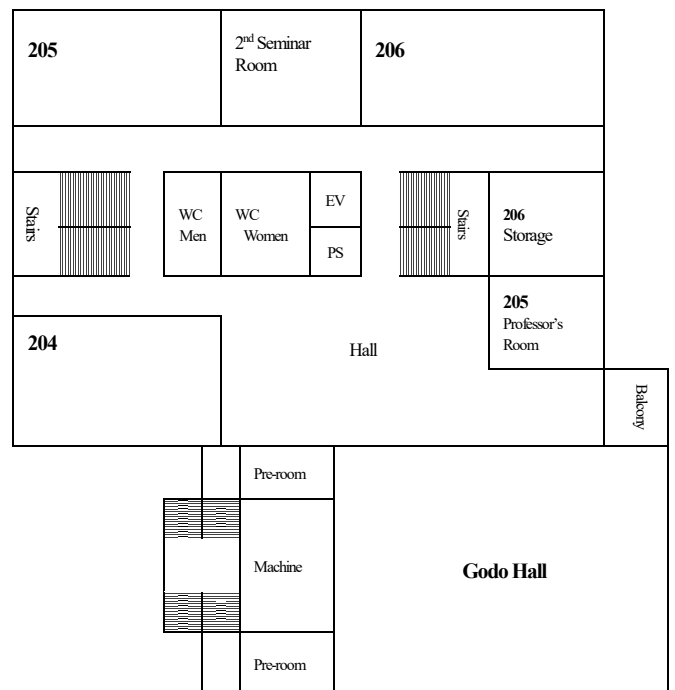 205
2nd Seminar
Room
206
Stairs
WC
Men
WC
Women
EV
PS
Stairs
206
Storage
205
Professor's
Room
204
Hall
Balcony
Pre-room
Machine
Godo Hall
Pre-room